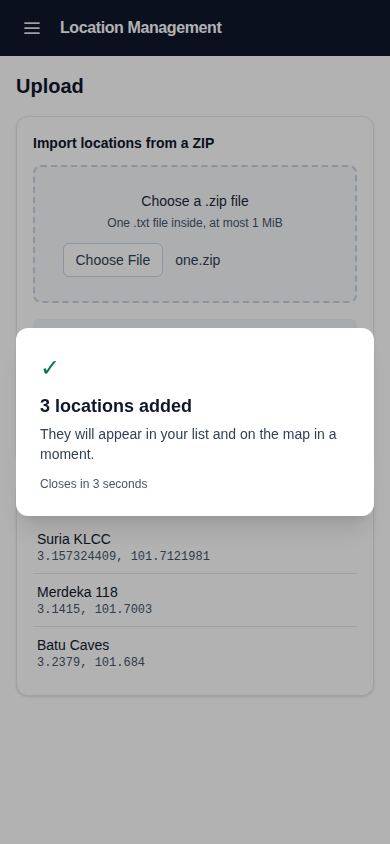 Location Management
Upload
Import locations from a ZIP
Choose a .zip file
One .txt file inside, at most 1 MiB
Choose File one.zip
✓
3 locations added
They will appear in your list and on the map in a
moment.
Closes in 3 seconds
Suria KLCC
3.157324409, 101.7121981
Merdeka 118
3.1415, 101.7003
Batu Caves
3.2379, 101.684